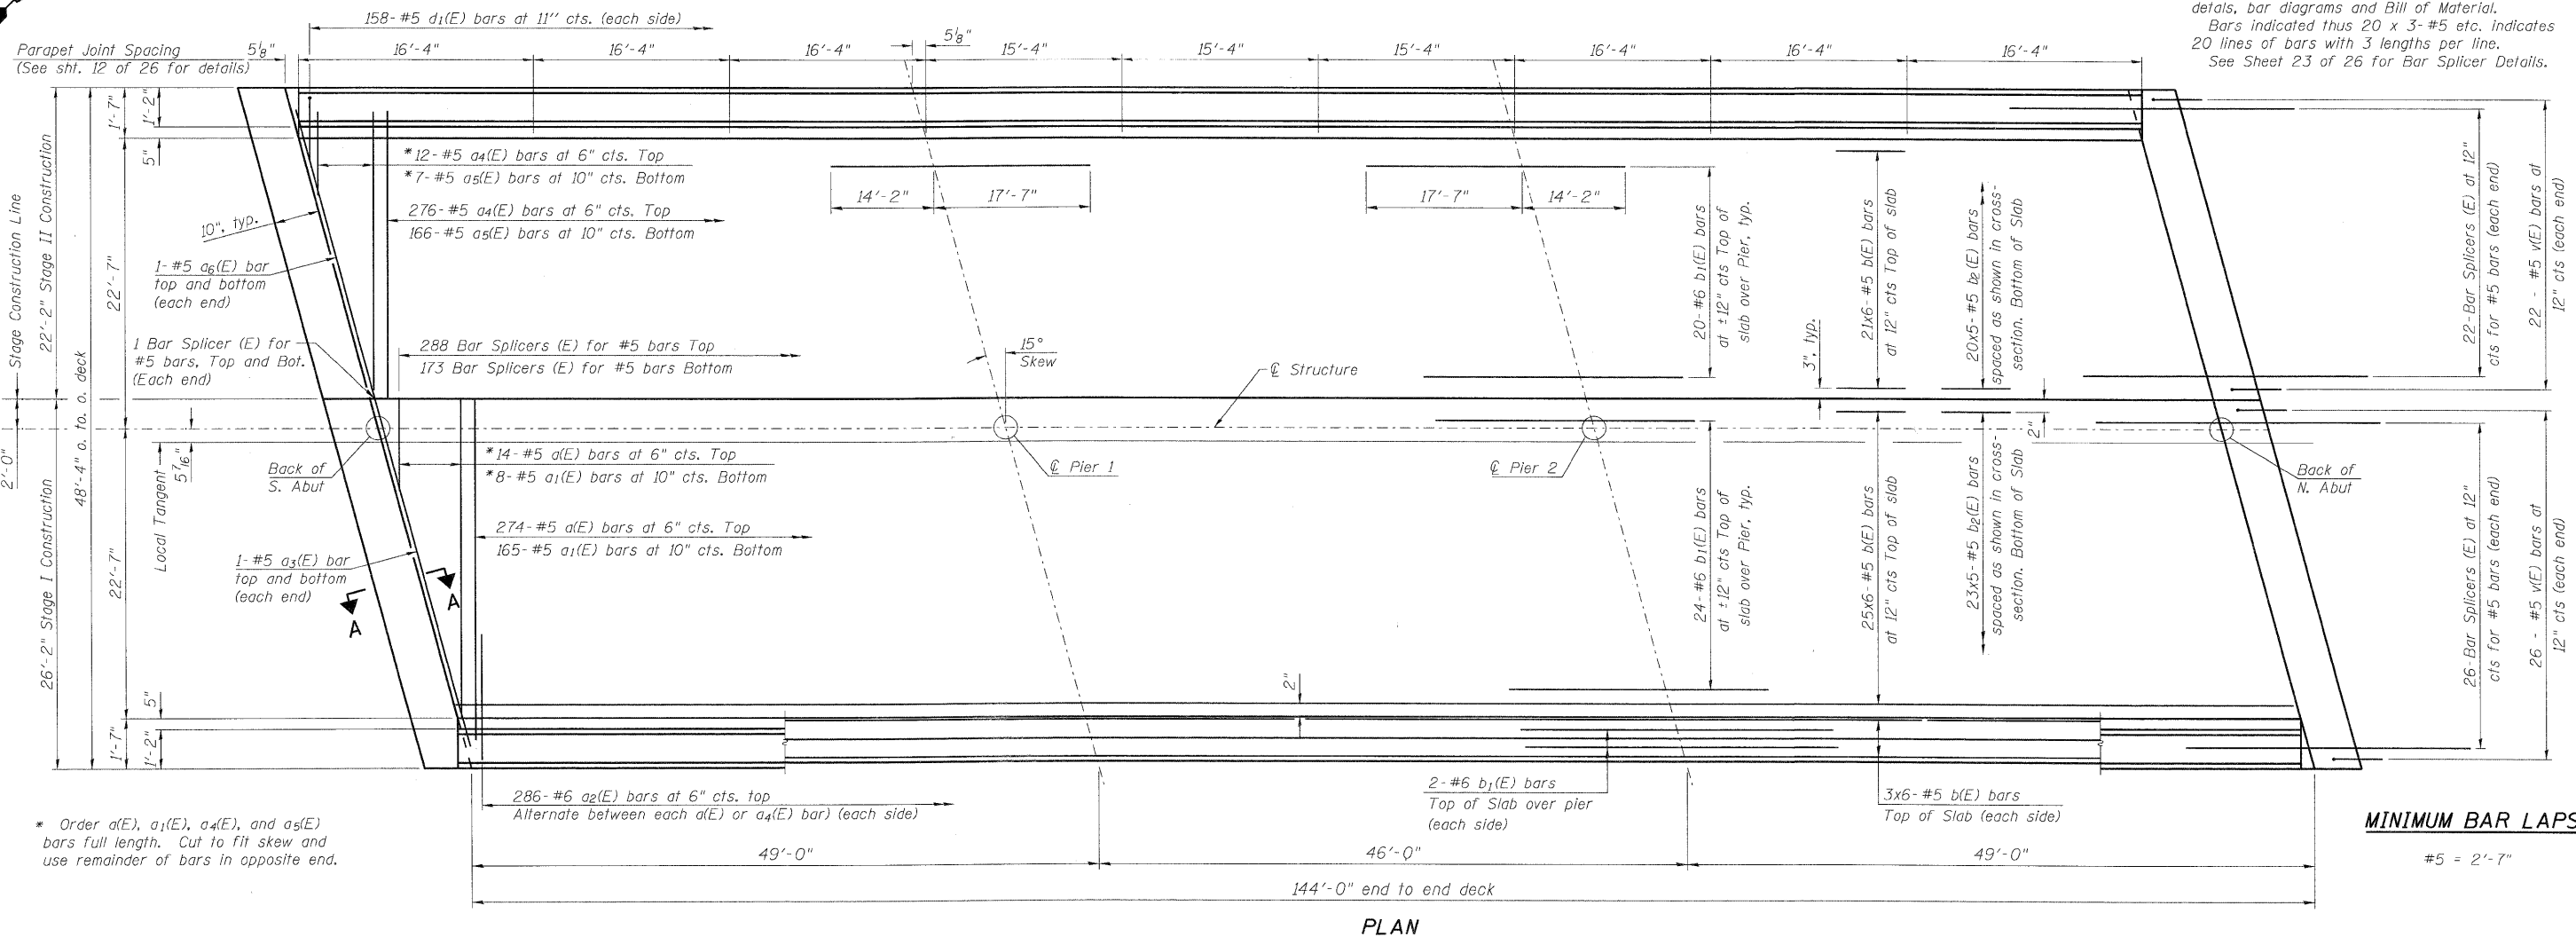 158-#5 d1(E) bars at 11" cts. (each side)
detals, bar diagrams and Bill of Material.
Bars indicated thus 20 x 3-#5 etc. indicates
20 lines of bars with 3 lengths per line.
See Sheet 23 of 26 for Bar Splicer Details.
Parapet Joint Spacing
(See sht. 12 of 26 for details)
5⅛"
16'-4"
16'-4"
16'-4"
5⅛"
15'-4"
15'-4"
15'-4"
16'-4"
16'-4"
16'-4"
1'-7"
1'-2"
5"
*12-#5 a4(E) bars at 6" cts. Top
*7-#5 a5(E) bars at 10" cts. Bottom
276-#5 a4(E) bars at 6" cts. Top
166-#5 a5(E) bars at 10" cts. Bottom
14'-2"
17'-7"
17'-7"
14'-2"
10", typ.
1-#5 a6(E) bar
top and bottom
(each end)
1 Bar Splicer (E) for
#5 bars, Top and Bot.
(Each end)
288 Bar Splicers (E) for #5 bars Top
173 Bar Splicers (E) for #5 bars Bottom
15°
Skew
℄ Structure
Stage Construction Line
22'-2" Stage II Construction
22'-7"
48'-4" o. to. o. deck
2'-0"
26'-2" Stage I Construction
22'-7"
Local Tangent
5 7/16"
20-#6 b1(E) bars
at ±12" cts Top of
slab over Pier, typ.
3", typ.
21x6-#5 b(E) bars
at 12" cts Top of slab
20x5-#5 b2(E) bars
spaced as shown in cross-
section. Bottom of Slab
22-Bar Splicers (E) at 12"
cts for #5 bars (each end)
22 - #5 v(E) bars at
12" cts (each end)
Back of
S. Abut
*14-#5 a(E) bars at 6" cts. Top
*8-#5 a1(E) bars at 10" cts. Bottom
℄ Pier 1
℄ Pier 2
2"
Back of
N. Abut
274-#5 a(E) bars at 6" cts. Top
165-#5 a1(E) bars at 10" cts. Bottom
1-#5 a3(E) bar
top and bottom
(each end)
A
A
24-#6 b1(E) bars
at ±12" cts Top of
slab over Pier, typ.
25x6-#5 b(E) bars
at 12" cts Top of slab
23x5-#5 b2(E) bars
spaced as shown in cross-
section. Bottom of Slab
26-Bar Splicers (E) at 12"
cts for #5 bars (each end)
26 - #5 v(E) bars at
12" cts (each end)
5"
1'-7"
1'-2"
2"
286-#6 a2(E) bars at 6" cts. top
Alternate between each a(E) or a4(E) bar) (each side)
2-#6 b1(E) bars
Top of Slab over pier
(each side)
3x6-#5 b(E) bars
Top of Slab (each side)
* Order a(E), a1(E), a4(E), and a5(E)
bars full length. Cut to fit skew and
use remainder of bars in opposite end.
MINIMUM BAR LAPS
#5 = 2'-7"
49'-0"
46'-0"
49'-0"
144'-0" end to end deck
PLAN